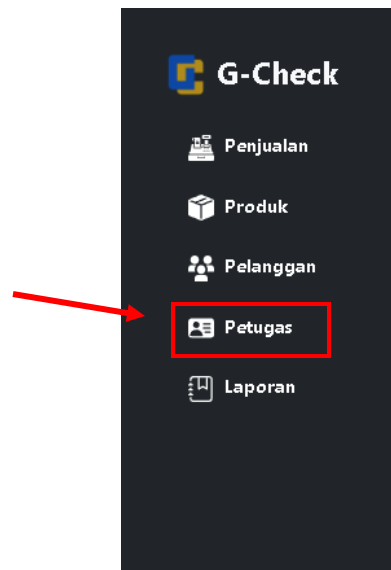 G-Check
Penjualan
Produk
Pelanggan
Petugas
Laporan